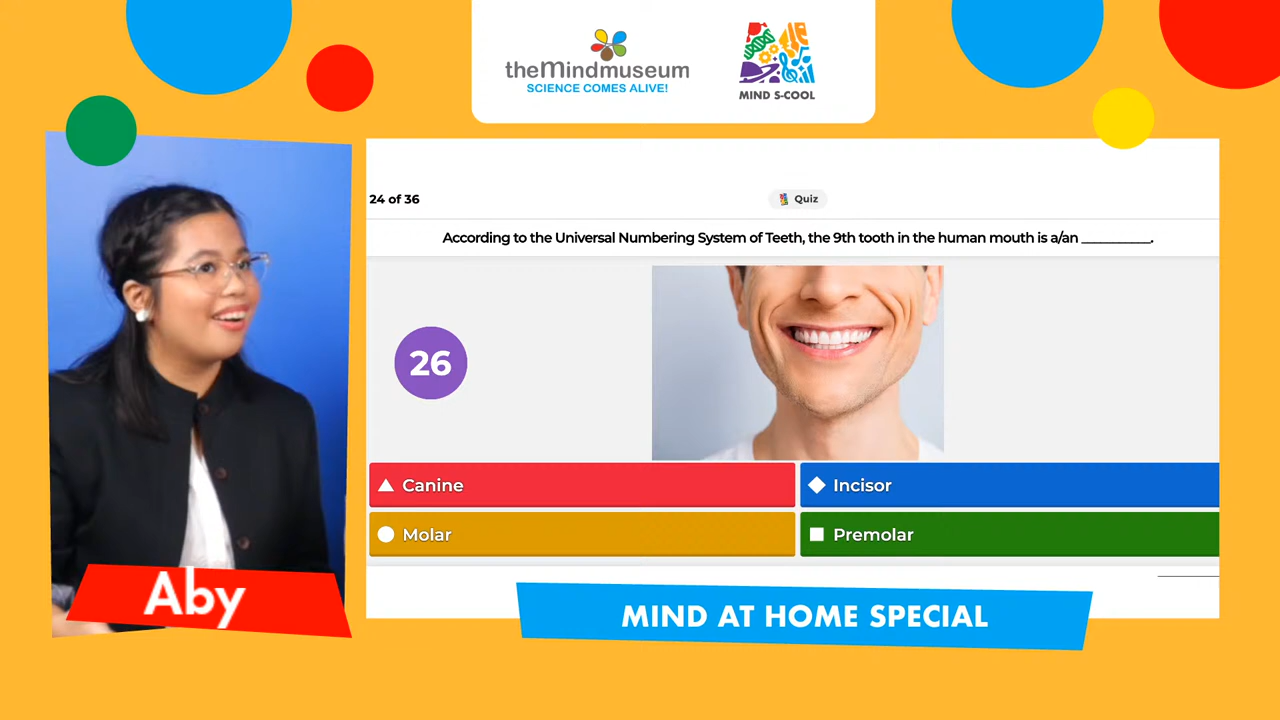 theMindmuseum
SCIENCE COMES ALIVE!
MIND S-COOL
24 of 36
Quiz
According to the Universal Numbering System of Teeth, the 9th tooth in the human mouth is a/an __________.
26
Canine
Incisor
Molar
Premolar
Aby
MIND AT HOME SPECIAL